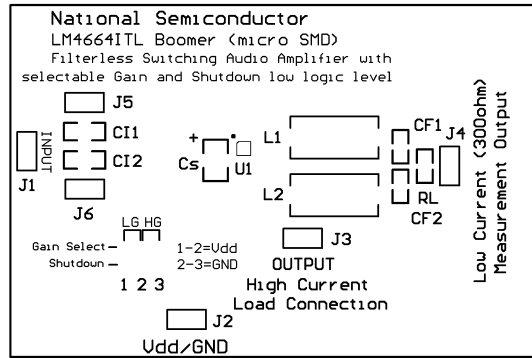 National Semiconductor
LM4664ITL Boomer (micro SMD)
Filterless Switching Audio Amplifier with
selectable Gain and Shutdown low logic level
J5
CI1
INPUT
J1
CI2
J6
+
Cs
U1
L1
L2
CF1
J4
RL
CF2
Low Current (300ohm)
Measurement Output
LG HG
Gain Select
1-2=Vdd
Shutdown
2-3=GND
1 2 3
J3
OUTPUT
High Current
Load Connection
J2
Vdd/GND